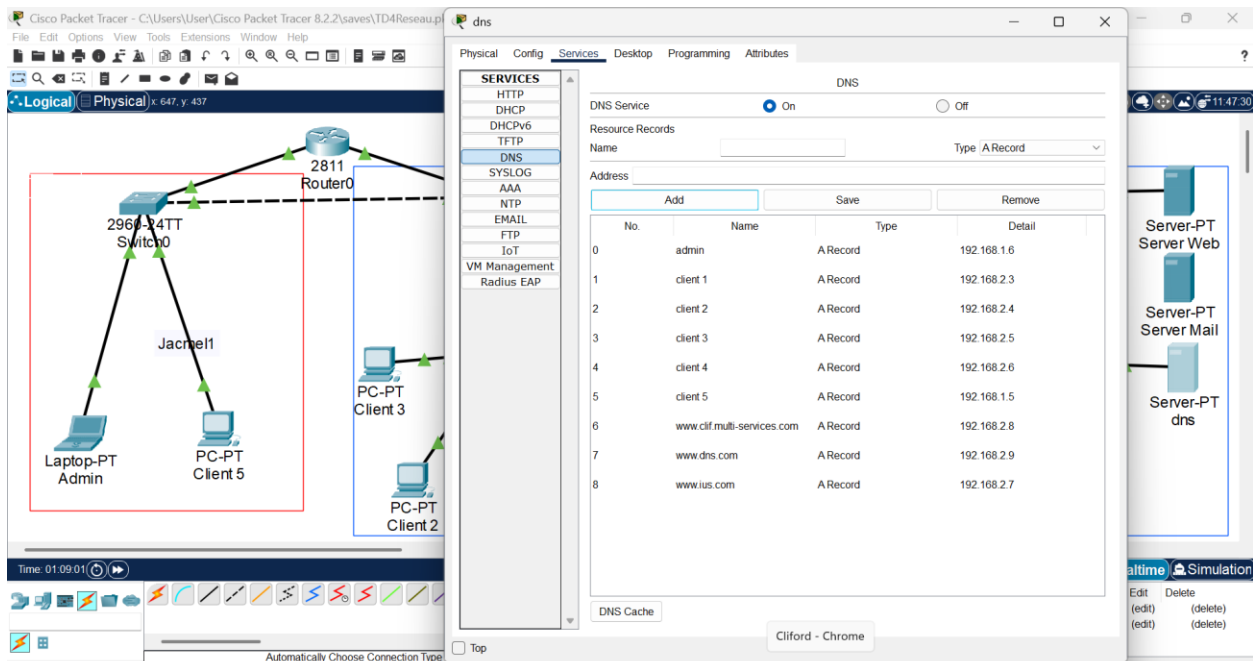 Cisco Packet Tracer - C:\Users\User\Cisco Packet Tracer 8.2.2\saves\TD4Reseau.pk
File Edit Options View Tools Extensions Window Help
?
Logical Physical x: 647, y: 437
11:47:30
2811
Router0
2960-24TT
Switch0
Jacmel1
PC-PT
Client 3
Laptop-PT
Admin
PC-PT
Client 5
PC-PT
Client 2
Time: 01:09:01
Automatically Choose Connection Type
dns
Physical Config Services Desktop Programming Attributes
SERVICES
HTTP
DHCP
DHCPv6
TFTP
DNS
SYSLOG
AAA
NTP
EMAIL
FTP
IoT
VM Management
Radius EAP
DNS
DNS Service On Off
Resource Records
Name Type A Record
Address
Add Save Remove
No. Name Type Detail
0 admin A Record 192.168.1.6
1 client 1 A Record 192.168.2.3
2 client 2 A Record 192.168.2.4
3 client 3 A Record 192.168.2.5
4 client 4 A Record 192.168.2.6
5 client 5 A Record 192.168.1.5
6 www.clif.multi-services.com A Record 192.168.2.8
7 www.dns.com A Record 192.168.2.9
8 www.ius.com A Record 192.168.2.7
DNS Cache
Cliford - Chrome
Top
Server-PT
Server Web
Server-PT
Server Mail
Server-PT
dns
altime Simulation
Edit Delete
(edit) (delete)
(edit) (delete)